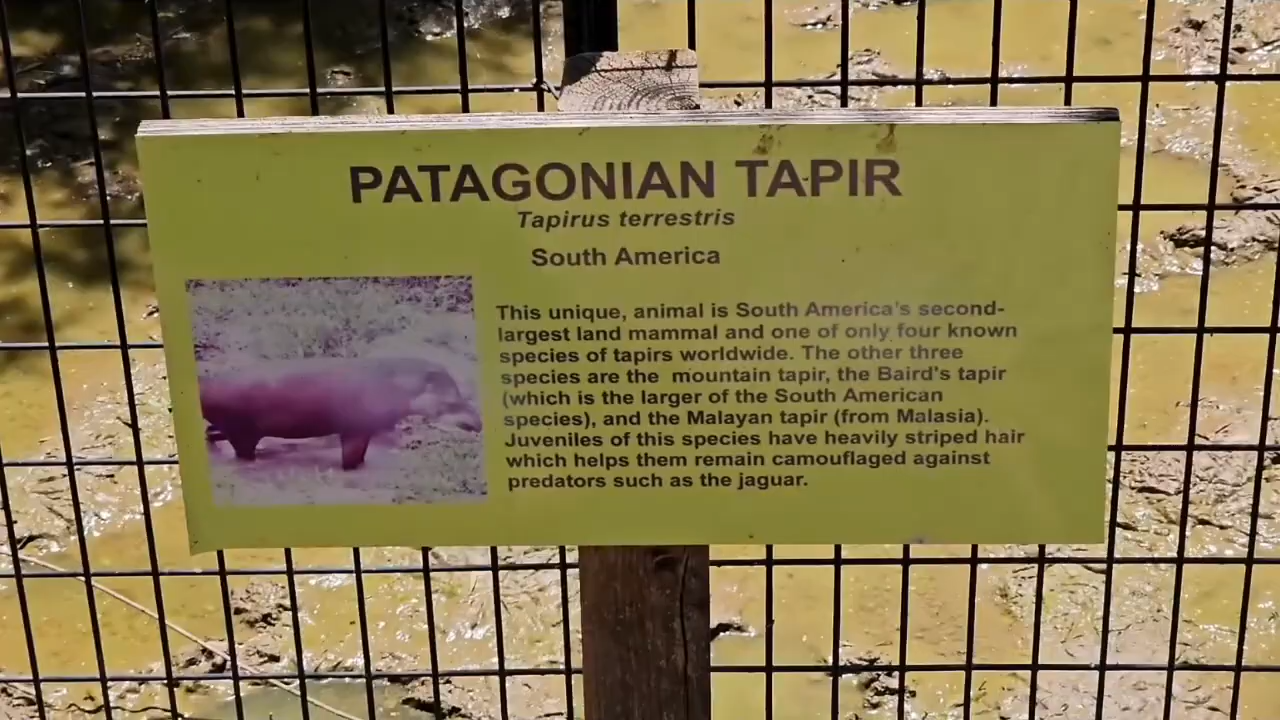 PATAGONIAN TAPIR
Tapirus terrestris
South America
This unique, animal is South America's second-
largest land mammal and one of only four known
species of tapirs worldwide. The other three
species are the mountain tapir, the Baird's tapir
(which is the larger of the South American
species), and the Malayan tapir (from Malasia).
Juveniles of this species have heavily striped hair
which helps them remain camouflaged against
predators such as the jaguar.